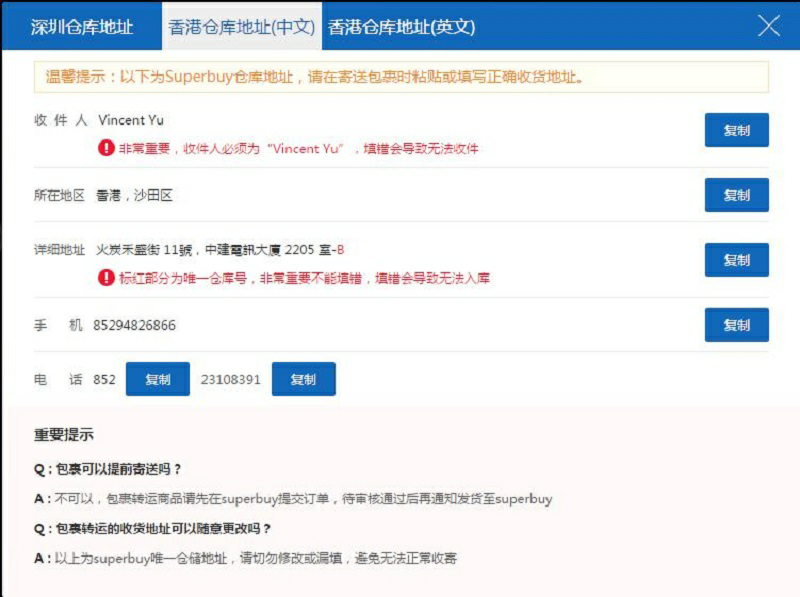 深圳仓库地址 香港仓库地址(中文) 香港仓库地址(英文)
温馨提示：以下为Superbuy仓库地址，请在寄送包裹时粘贴或填写正确收货地址。
收 件 人 Vincent Yu 复制
非常重要，收件人必须为“Vincent Yu”，填错会导致无法收件
所在地区 香港，沙田区 复制
详细地址 火炭禾盛街 11號，中建電訊大廈 2205 室-B 复制
标红部分为唯一仓库号，非常重要不能填错，填错会导致无法入库
手 机 85294826866 复制
电 话 852 复制 23108391 复制
重要提示
Q：包裹可以提前寄送吗？
A：不可以，包裹转运商品请先在superbuy提交订单，待审核通过后再通知发货至superbuy
Q：包裹转运的收货地址可以随意更改吗？
A：以上为superbuy唯一仓储地址，请切勿修改或漏填，避免无法正常收寄